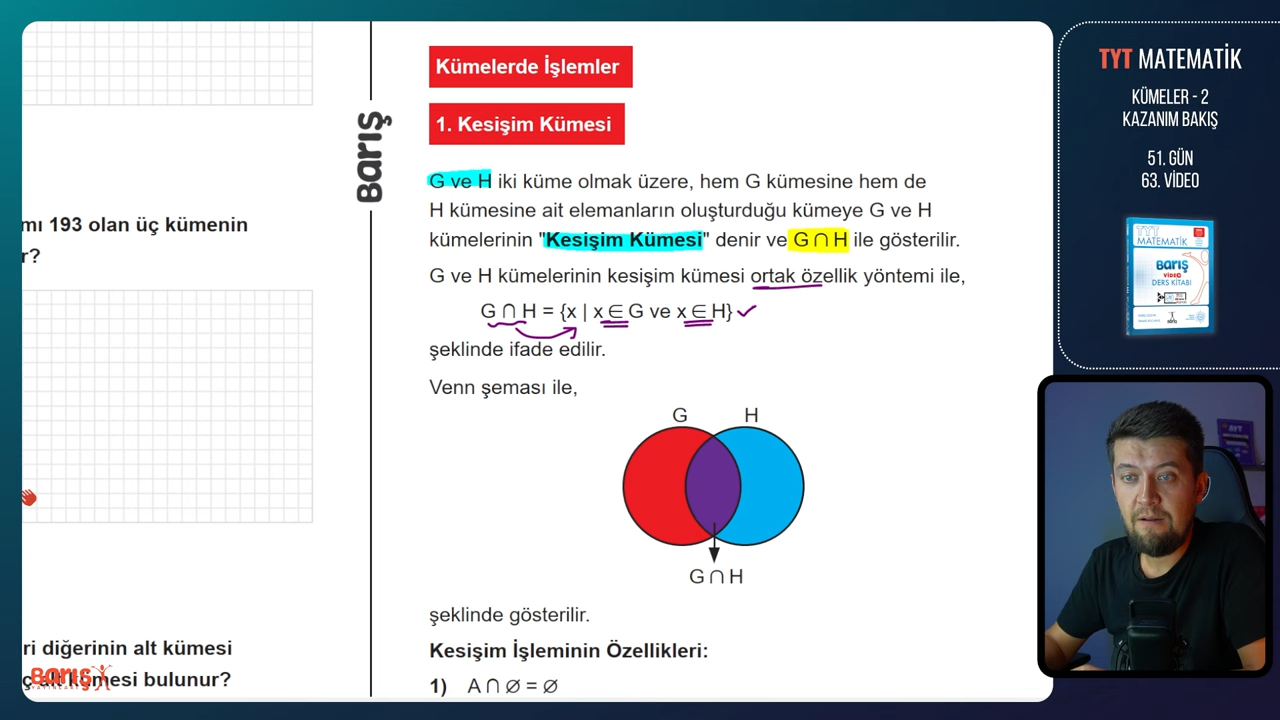 mı 193 olan üç kümenin
r?
ri diğerinin alt kümesi
ç alt kümesi bulunur?
BARIŞ
YAYINLARI
Barış
Kümelerde İşlemler
1. Kesişim Kümesi
G ve H iki küme olmak üzere, hem G kümesine hem de
H kümesine ait elemanların oluşturduğu kümeye G ve H
kümelerinin "Kesişim Kümesi" denir ve G ∩ H ile gösterilir.
G ve H kümelerinin kesişim kümesi ortak özellik yöntemi ile,
G ∩ H = {x | x ∈ G ve x ∈ H}
şeklinde ifade edilir.
Venn şeması ile,
G H
G ∩ H
şeklinde gösterilir.
Kesişim İşleminin Özellikleri:
1) A ∩ ∅ = ∅
TYT MATEMATİK
KÜMELER - 2
KAZANIM BAKIŞ
51. GÜN
63. VİDEO
TYT
MATEMATİK
Barış
VİDEO
DERS KİTABI